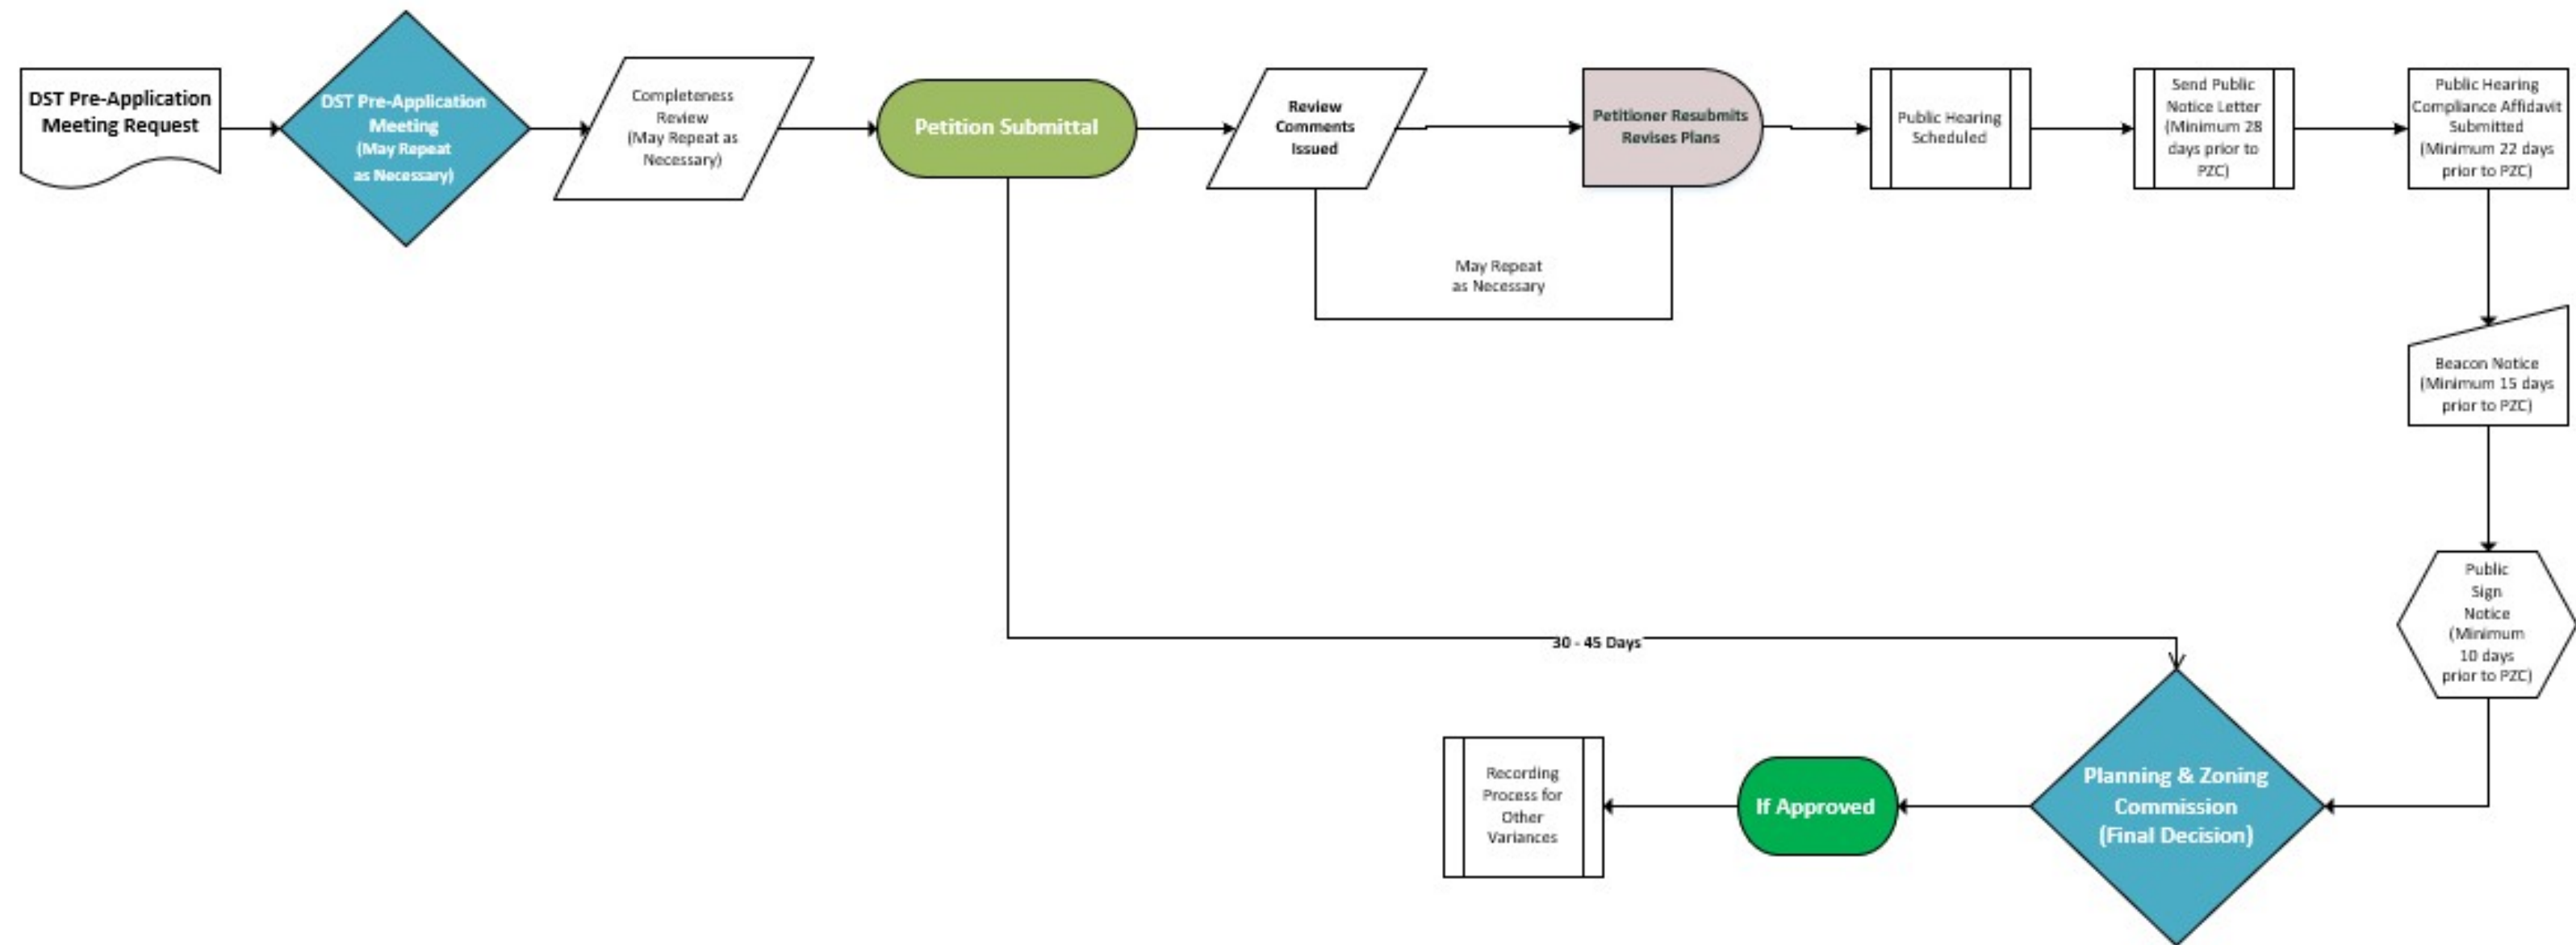 DST Pre-Application
Meeting Request
DST Pre-Application
Meeting
(May Repeat
as Necessary)
Completeness
Review
(May Repeat as
Necessary)
Petition Submittal
Review
Comments
Issued
Petitioner Resubmits
Revises Plans
May Repeat
as Necessary
Public Hearing
Scheduled
Send Public
Notice Letter
(Minimum 28
days prior to
PZC)
Public Hearing
Compliance Affidavit
Submitted
(Minimum 22 days
prior to PZC)
Beacon Notice
(Minimum 15 days
prior to PZC)
Public
Sign
Notice
(Minimum
10 days
prior to PZC)
30 - 45 Days
Planning & Zoning
Commission
(Final Decision)
If Approved
Recording
Process for
Other
Variances